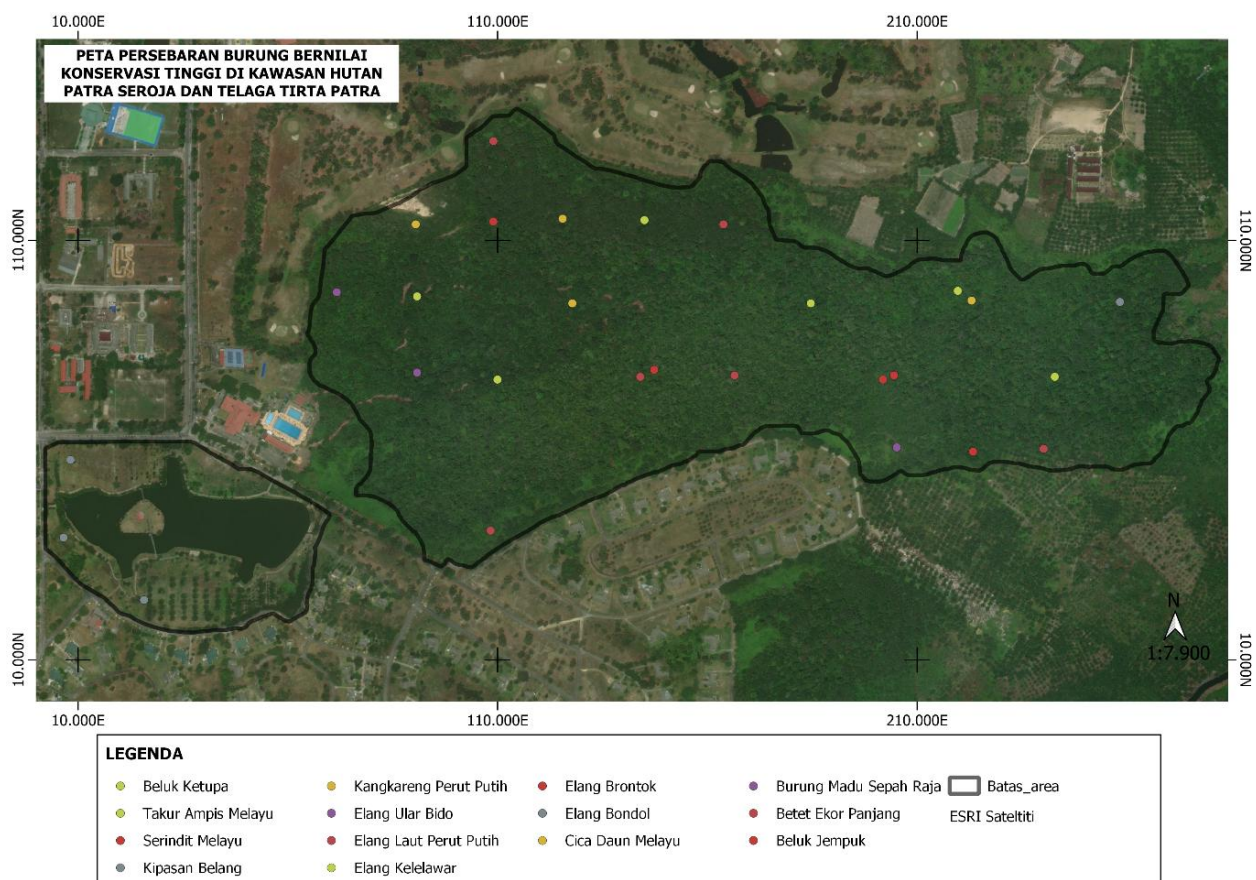 10.000E 110.000E 210.000E
PETA PERSEBARAN BURUNG BERNILAI
KONSERVASI TINGGI DI KAWASAN HUTAN
PATRA SEROJA DAN TELAGA TIRTA PATRA
110.000N 110.000N
N
1:7.900
10.000N 10.000N
10.000E 110.000E 210.000E
LEGENDA
Beluk Ketupa Kangkareng Perut Putih Elang Brontok Burung Madu Sepah Raja Batas_area
Takur Ampis Melayu Elang Ular Bido Elang Bondol Betet Ekor Panjang ESRI Sateltiti
Serindit Melayu Elang Laut Perut Putih Cica Daun Melayu Beluk Jempuk
Kipasan Belang Elang Kelelawar